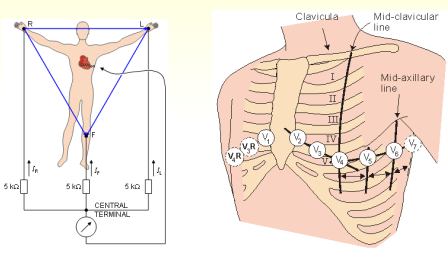 R
L
F
I_R
I_F
I_L
5 kΩ
5 kΩ
5 kΩ
CENTRAL
TERMINAL
Clavicula
Mid-clavicular
line
Mid-axillary
line
I
II
III
IV
V₄R
V₃R
V₁
V₂
V₃
V₄
V₅
V₆
V₇